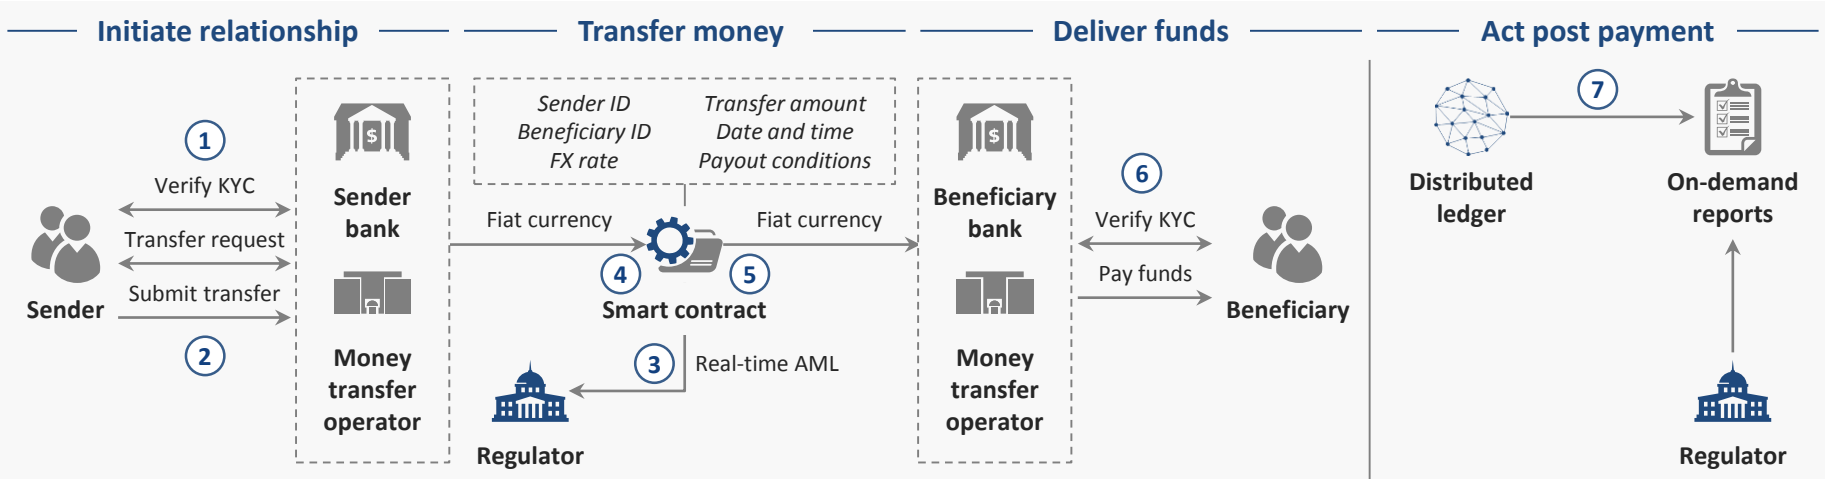 Initiate relationship
Transfer money
Deliver funds
Act post payment
1
Verify KYC
Transfer request
Submit transfer
2
Sender
Sender
bank
Money
transfer
operator
Sender ID
Beneficiary ID
FX rate
Transfer amount
Date and time
Payout conditions
Fiat currency
Fiat currency
4
5
Smart contract
3
Real-time AML
Regulator
Beneficiary
bank
Money
transfer
operator
6
Verify KYC
Pay funds
Beneficiary
7
Distributed
ledger
On-demand
reports
Regulator